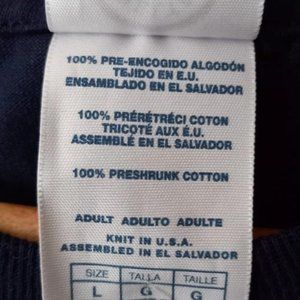 100% PRE-ENCOGIDO ALGODÓN
TEJIDO EN E.U.
ENSAMBLADO EN EL SALVADOR
100% PRÉRÉTRÉCI COTON
TRICOTÉ AUX É.U.
ASSEMBLÉ EN EL SALVADOR
100% PRESHRUNK COTTON
ADULT ADULTO ADULTE
KNIT IN U.S.A.
ASSEMBLED IN EL SALVADOR
SIZE TALLA TAILLE
L G G